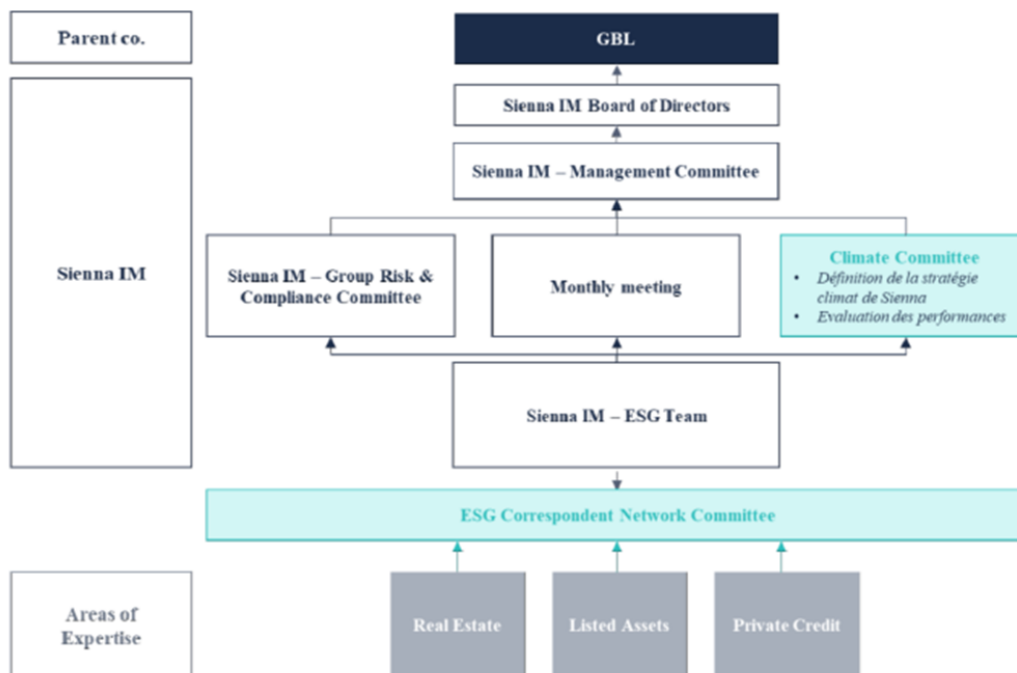 Parent co.
GBL
Sienna IM Board of Directors
Sienna IM – Management Committee
Sienna IM
Sienna IM – Group Risk &
Compliance Committee
Monthly meeting
Climate Committee
• Définition de la stratégie
climat de Sienna
• Evaluation des performances
Sienna IM – ESG Team
ESG Correspondent Network Committee
Areas of
Expertise
Real Estate
Listed Assets
Private Credit